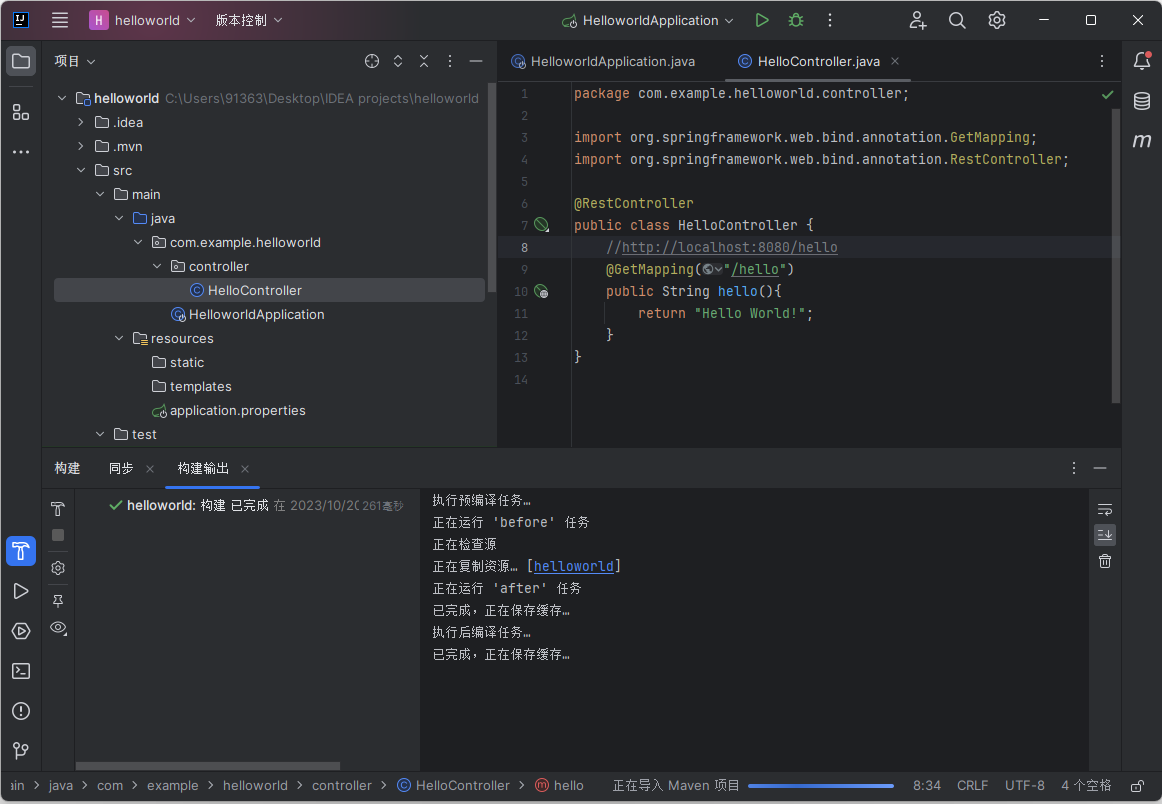 H helloworld 版本控制 HelloworldApplication
项目
HelloworldApplication.java HelloController.java
helloworld C:\Users\91363\Desktop\IDEA projects\helloworld
.idea
.mvn
src
main
java
com.example.helloworld
controller
HelloController
HelloworldApplication
resources
static
templates
application.properties
test
1 package com.example.helloworld.controller;
2
3 import org.springframework.web.bind.annotation.GetMapping;
4 import org.springframework.web.bind.annotation.RestController;
5
6 @RestController
7 public class HelloController {
8 //http://localhost:8080/hello
9 @GetMapping("/hello")
10 public String hello(){
11 return "Hello World!";
12 }
13 }
14
构建 同步 构建输出
helloworld: 构建 已完成 在 2023/10/20 261毫秒
执行预编译任务…
正在运行 'before' 任务
正在检查源
正在复制资源… [helloworld]
正在运行 'after' 任务
已完成，正在保存缓存…
执行后编译任务…
已完成，正在保存缓存…
ain > java > com > example > helloworld > controller > HelloController > hello 正在导入 Maven 项目 8:34 CRLF UTF-8 4 个空格